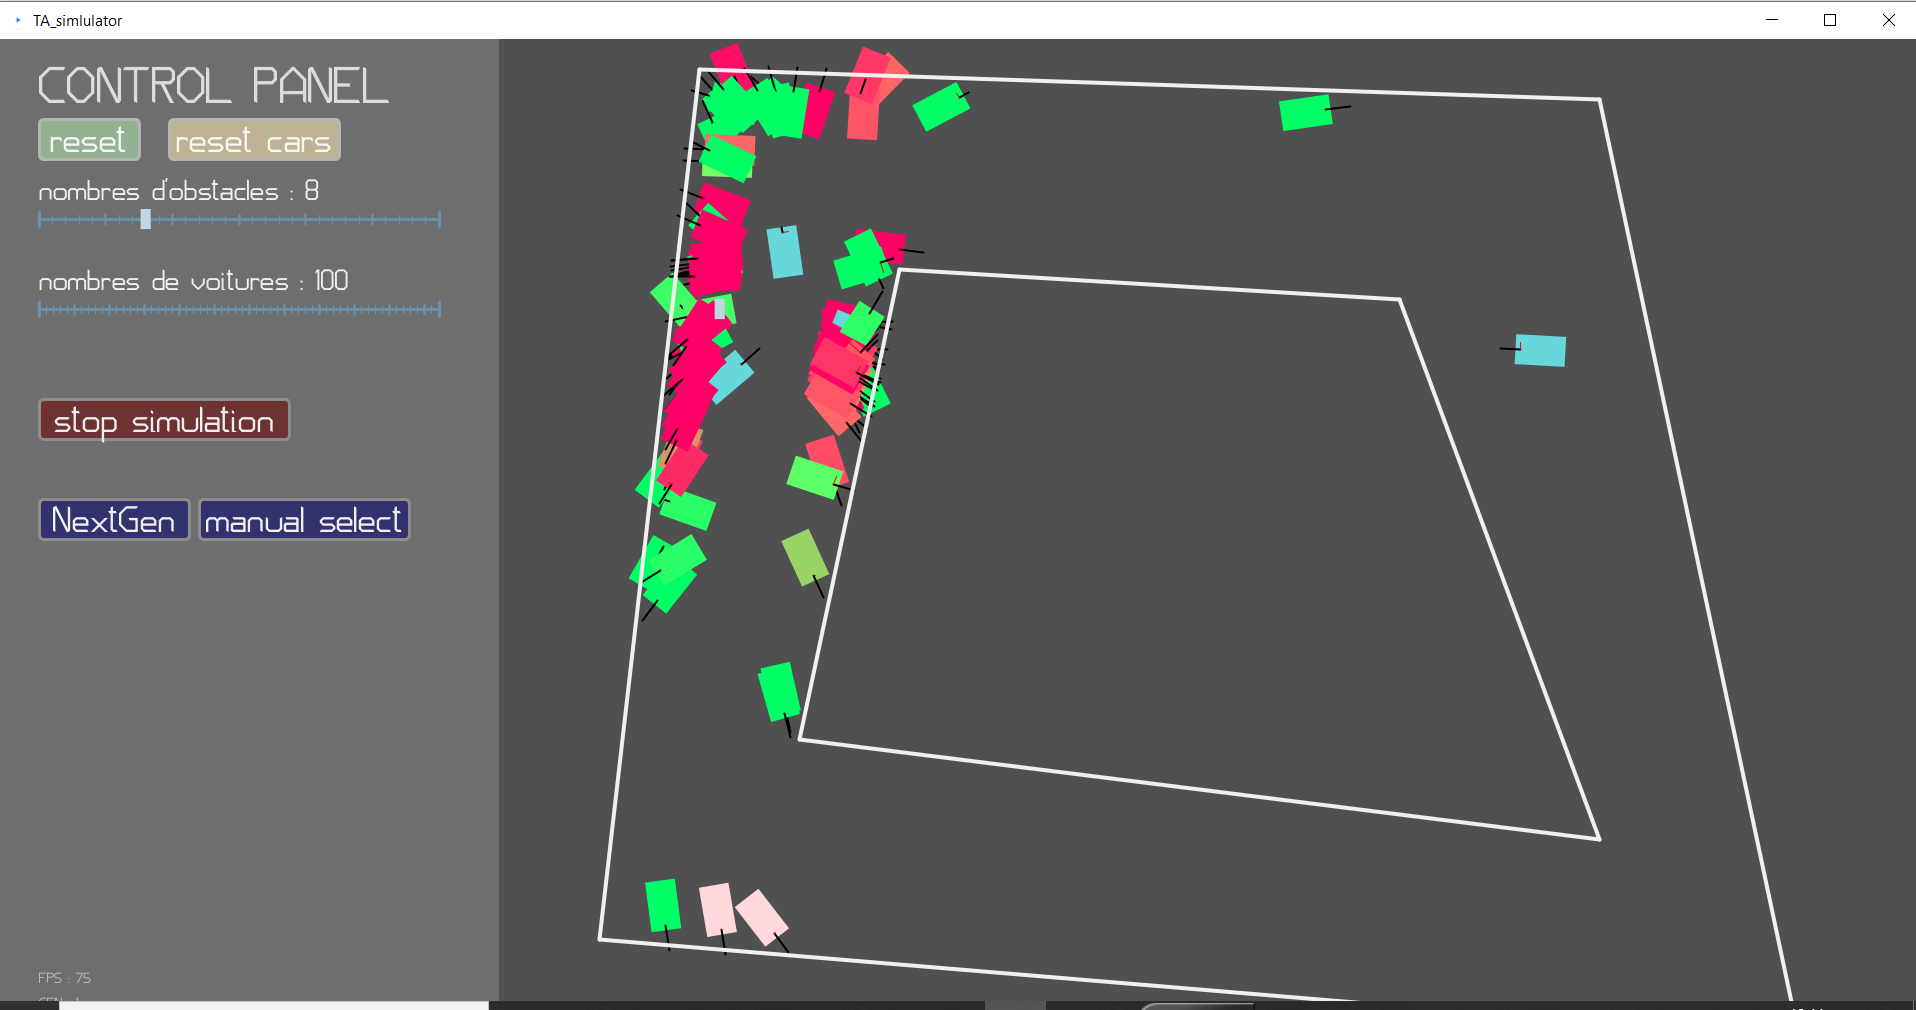 TA_simlulator
CONTROL PANEL
reset reset cars
nombres d'obstacles : 8
nombres de voitures : 100
stop simulation
NextGen manual select
FPS : 75